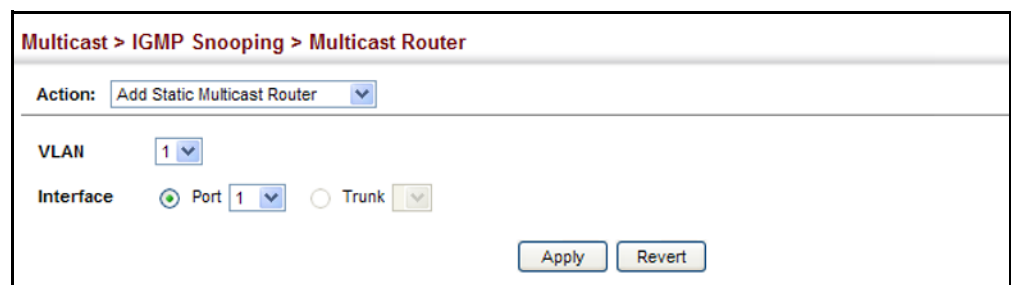 Multicast > IGMP Snooping > Multicast Router
Action: Add Static Multicast Router
VLAN 1
Interface Port 1 Trunk
Apply Revert